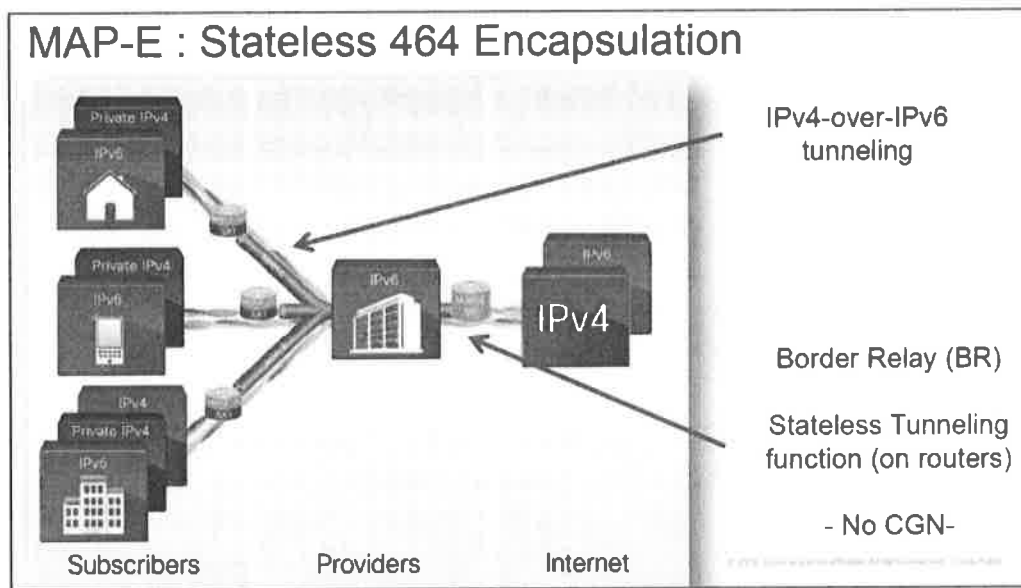 MAP-E : Stateless 464 Encapsulation
Private IPv4
IPv6
Private IPv4
IPv6
IPv4
Private IPv4
IPv6
IPv6
IPv6
IPv4
IPv4-over-IPv6
tunneling
Border Relay (BR)
Stateless Tunneling
function (on routers)
- No CGN-
Subscribers
Providers
Internet